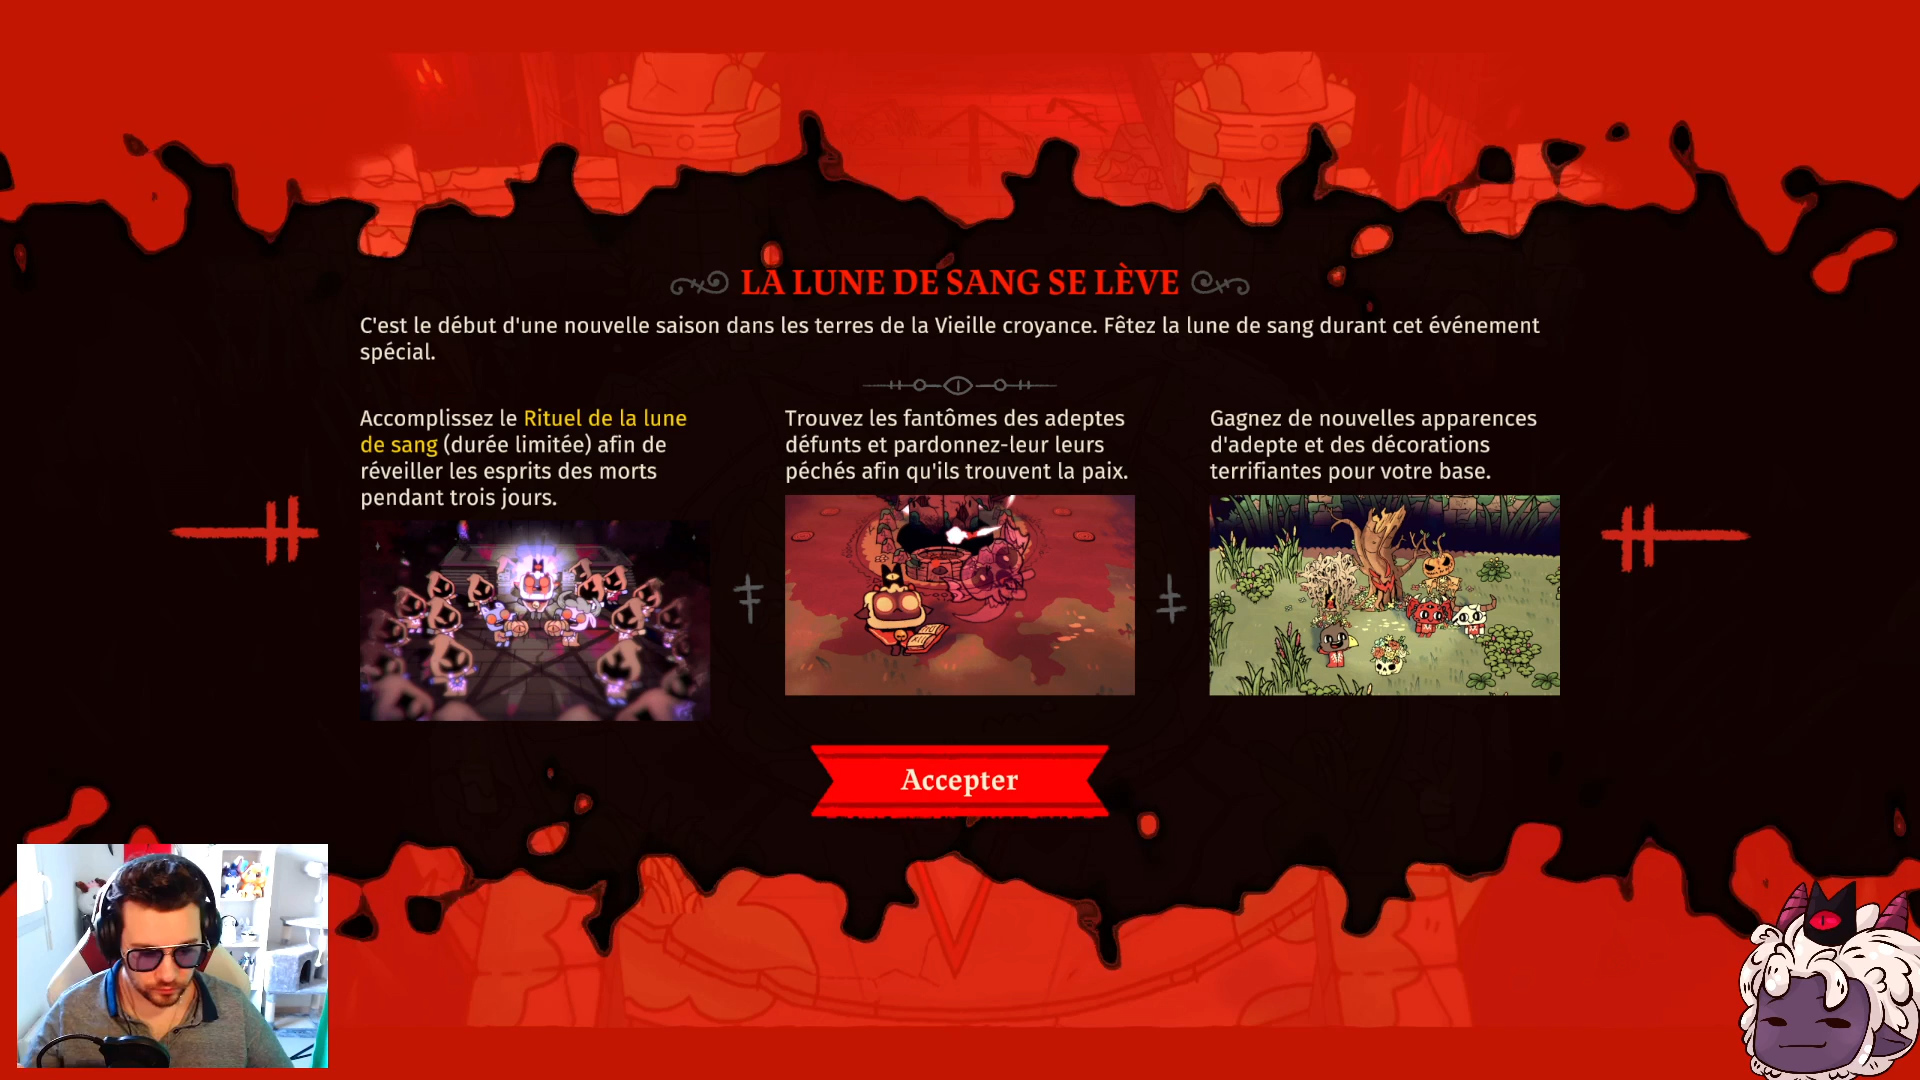 LA LUNE DE SANG SE LÈVE
C'est le début d'une nouvelle saison dans les terres de la Vieille croyance. Fêtez la lune de sang durant cet événement
spécial.
Accomplissez le Rituel de la lune
de sang (durée limitée) afin de
réveiller les esprits des morts
pendant trois jours.
Trouvez les fantômes des adeptes
défunts et pardonnez-leur leurs
péchés afin qu'ils trouvent la paix.
Gagnez de nouvelles apparences
d'adepte et des décorations
terrifiantes pour votre base.
Accepter